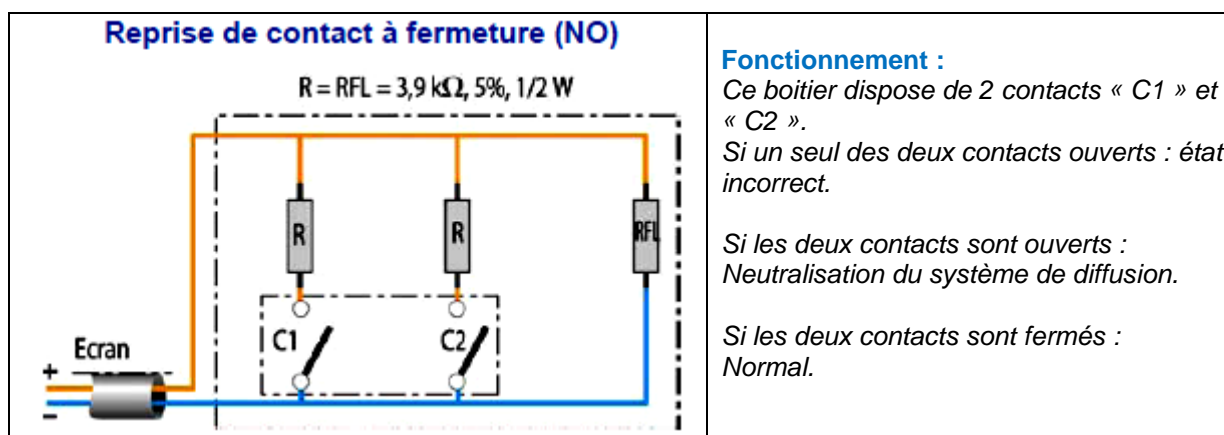 Reprise de contact à fermeture (NO)
R = RFL = 3,9 kΩ, 5%, 1/2 W
R
R
RFL
C1
C2
Ecran
+
−
Fonctionnement :
Ce boitier dispose de 2 contacts « C1 » et
« C2 ».
Si un seul des deux contacts ouverts : état
incorrect.
Si les deux contacts sont ouverts :
Neutralisation du système de diffusion.
Si les deux contacts sont fermés :
Normal.